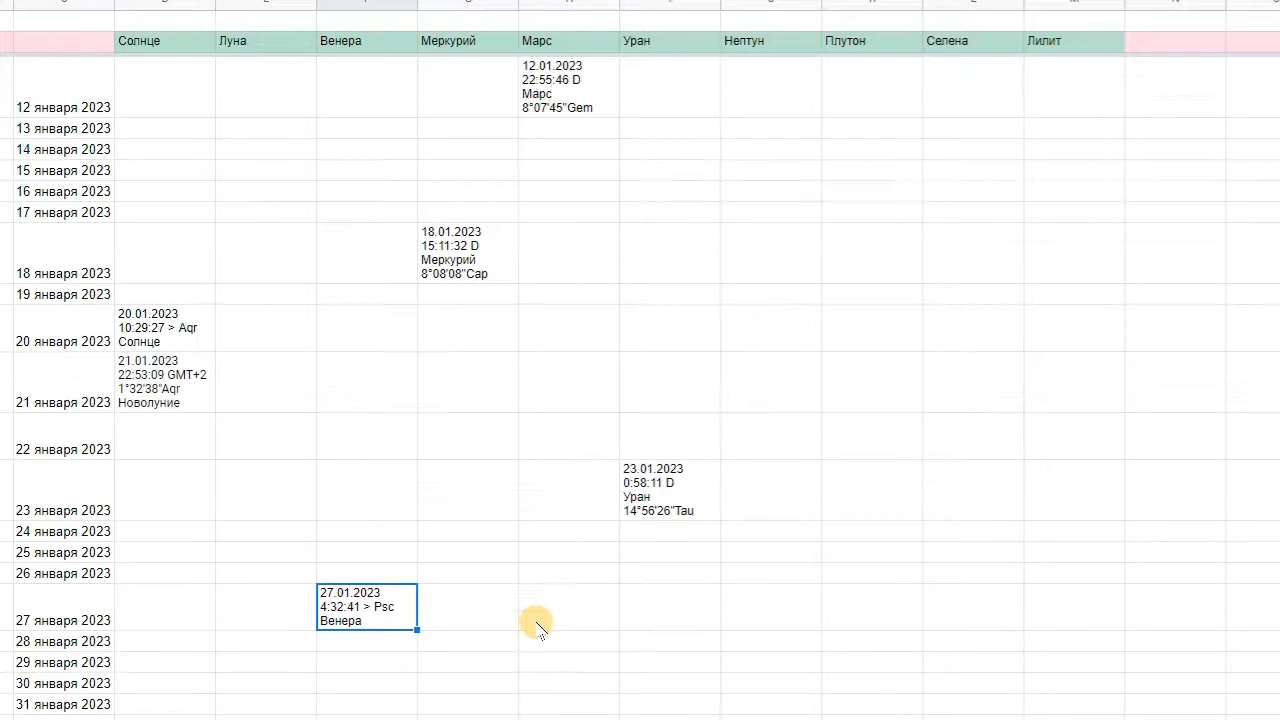 Солнце Луна Венера Меркурий Марс Уран Нептун Плутон Селена Лилит
12.01.2023
22:55:46 D
Марс
12 января 2023 8°07'45"Gem
13 января 2023
14 января 2023
15 января 2023
16 января 2023
17 января 2023
18.01.2023
15:11:32 D
Меркурий
18 января 2023 8°08'08"Cap
19 января 2023
20.01.2023
10:29:27 > Aqr
20 января 2023 Солнце
21.01.2023
22:53:09 GMT+2
1°32'38"Aqr
21 января 2023 Новолуние
22 января 2023
23.01.2023
0:58:11 D
Уран
23 января 2023 14°56'26"Tau
24 января 2023
25 января 2023
26 января 2023
27.01.2023
4:32:41 > Psc
27 января 2023 Венера
28 января 2023
29 января 2023
30 января 2023
31 января 2023